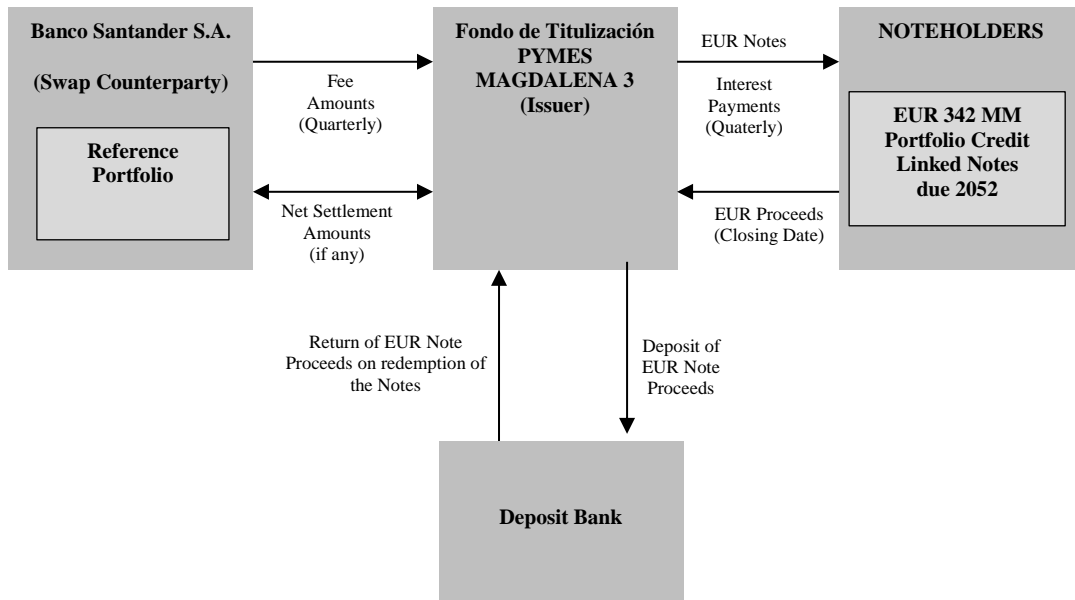 Banco Santander S.A.
(Swap Counterparty)
Reference
Portfolio
Fee
Amounts
(Quarterly)
Net Settlement
Amounts
(if any)
Fondo de Titulización
PYMES
MAGDALENA 3
(Issuer)
EUR Notes
Interest
Payments
(Quaterly)
EUR Proceeds
(Closing Date)
NOTEHOLDERS
EUR 342 MM
Portfolio Credit
Linked Notes
due 2052
Return of EUR Note
Proceeds on redemption of
the Notes
Deposit of
EUR Note
Proceeds
Deposit Bank